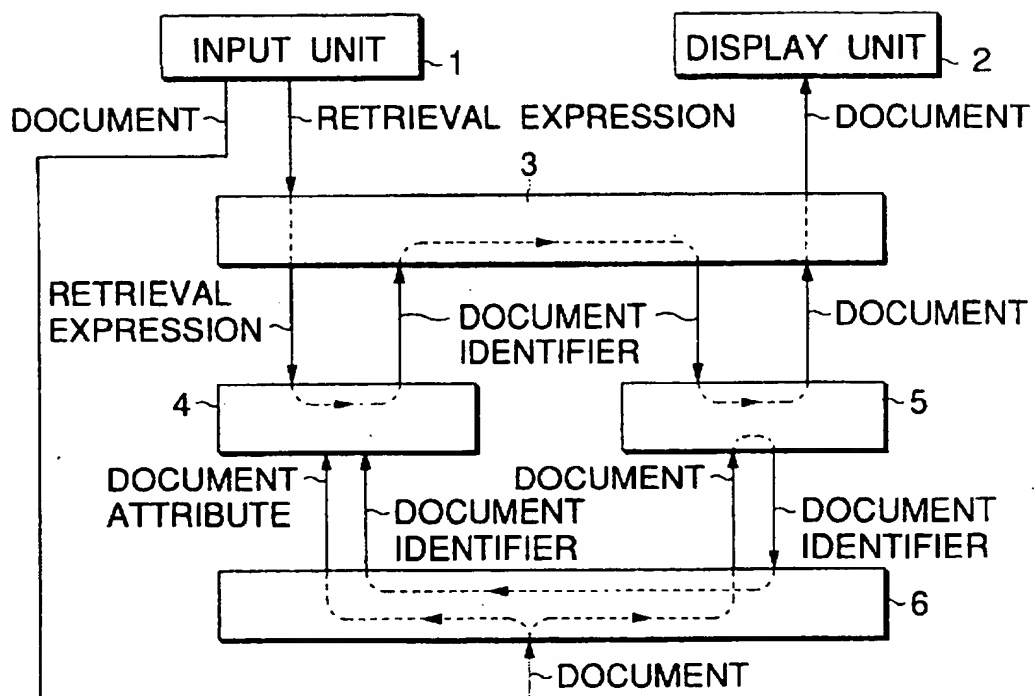 INPUT UNIT
1
DISPLAY UNIT
2
DOCUMENT
RETRIEVAL EXPRESSION
DOCUMENT
3
RETRIEVAL
EXPRESSION
DOCUMENT
IDENTIFIER
DOCUMENT
4
5
DOCUMENT
ATTRIBUTE
DOCUMENT
IDENTIFIER
DOCUMENT
DOCUMENT
IDENTIFIER
6
DOCUMENT